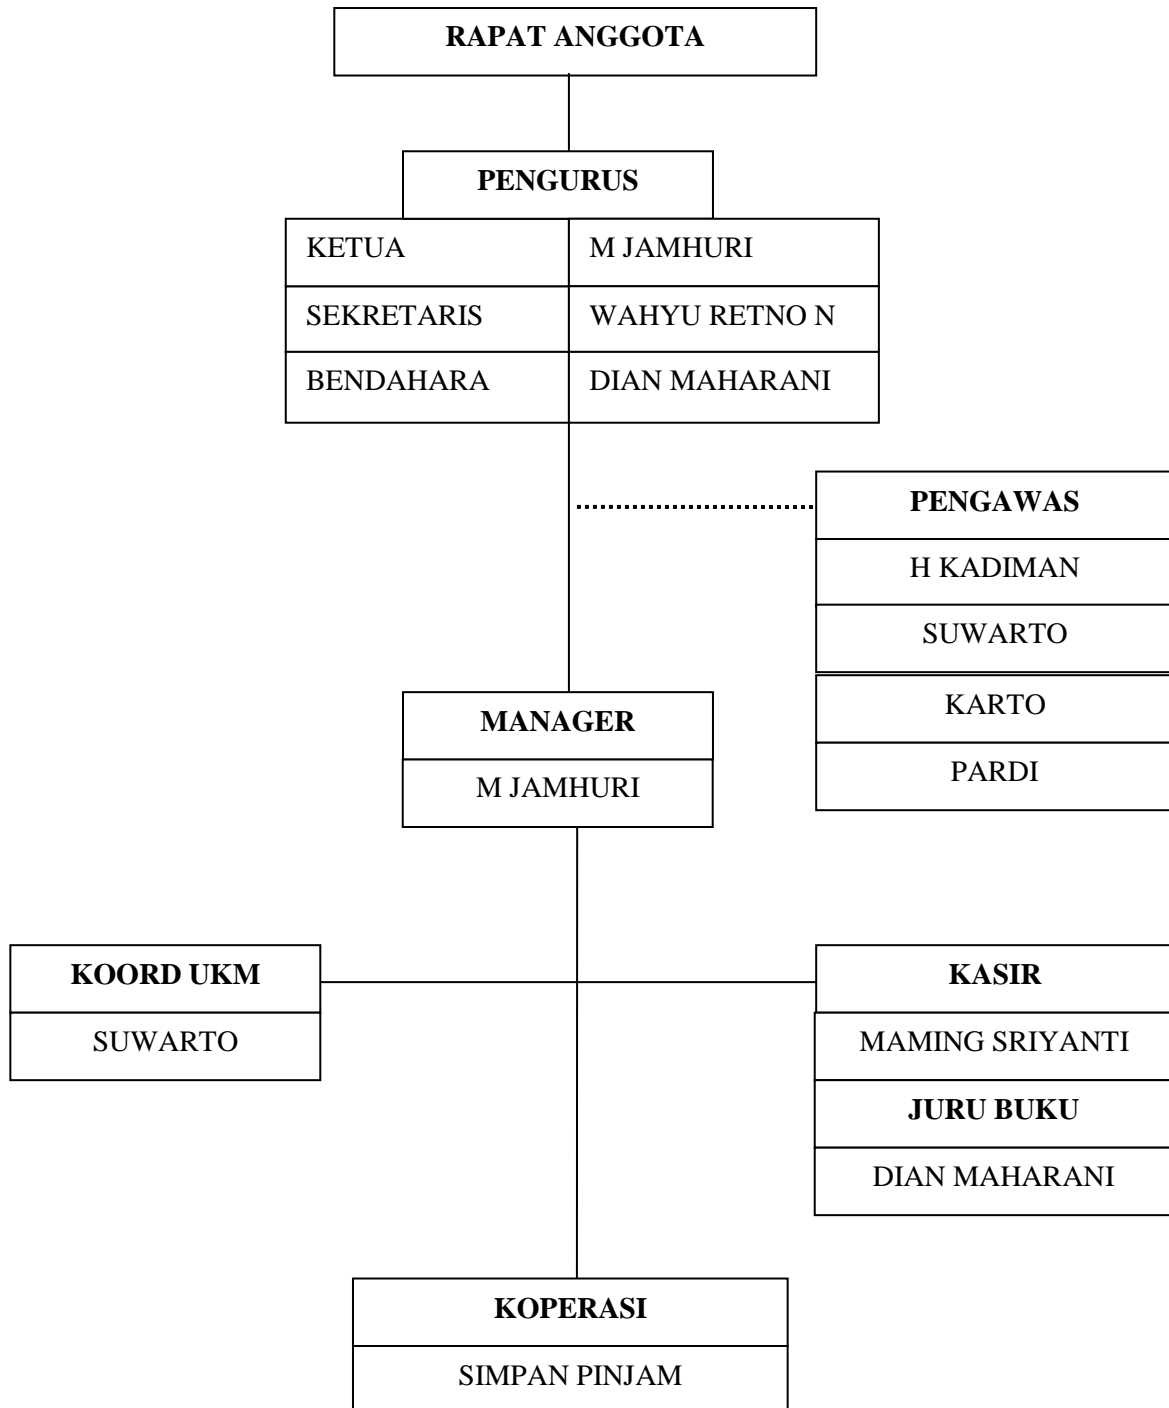 RAPAT ANGGOTA
PENGURUS
KETUA M JAMHURI
SEKRETARIS WAHYU RETNO N
BENDAHARA DIAN MAHARANI
PENGAWAS
H KADIMAN
SUWARTO
KARTO
PARDI
MANAGER
M JAMHURI
KOORD UKM
SUWARTO
KASIR
MAMING SRIYANTI
JURU BUKU
DIAN MAHARANI
KOPERASI
SIMPAN PINJAM